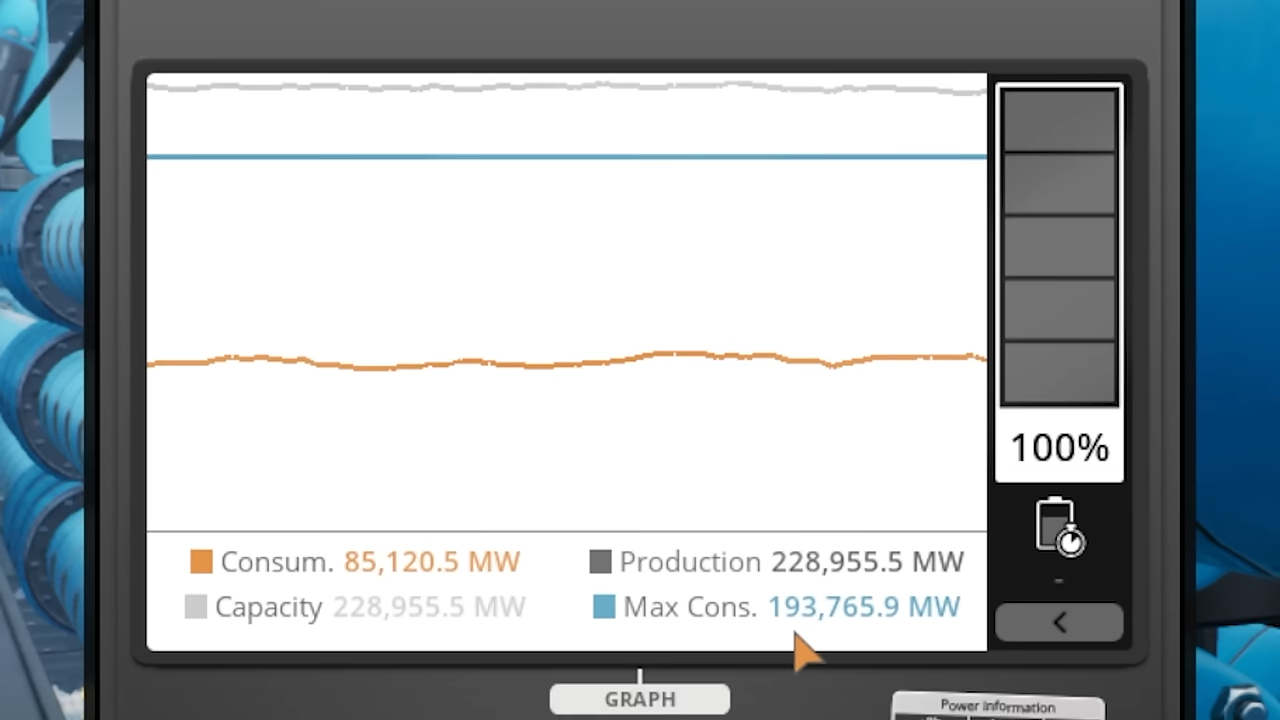 100%
-
Consum. 85,120.5 MW Production 228,955.5 MW
Capacity 228,955.5 MW Max Cons. 193,765.9 MW
GRAPH
Power information